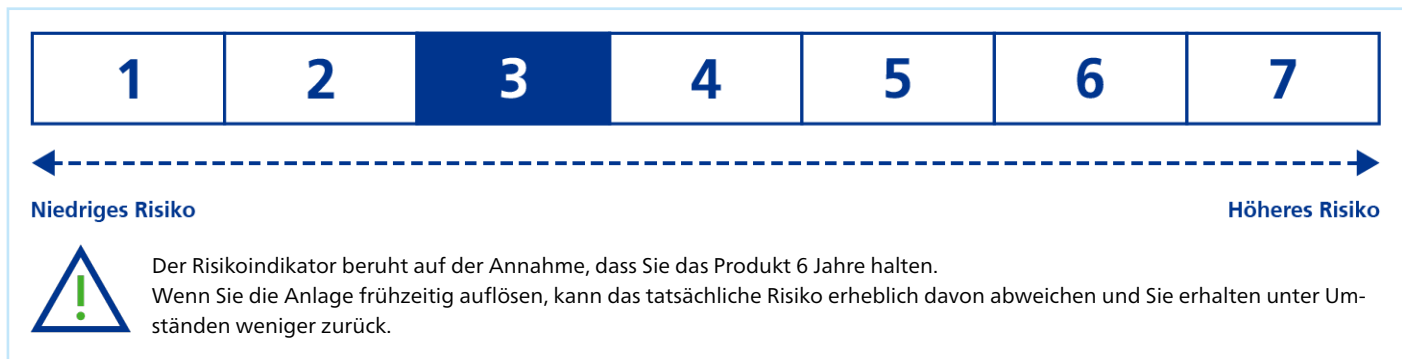 1 2 3 4 5 6 7
Niedriges Risiko Höheres Risiko
Der Risikoindikator beruht auf der Annahme, dass Sie das Produkt 6 Jahre halten.
Wenn Sie die Anlage frühzeitig auflösen, kann das tatsächliche Risiko erheblich davon abweichen und Sie erhalten unter Um-
ständen weniger zurück.